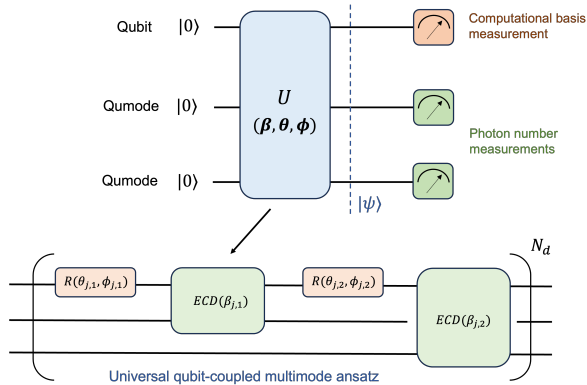 Qubit |0⟩
Computational basis
measurement
U
(β, θ, ϕ)
Qumode |0⟩
Photon number
measurements
Qumode |0⟩
|ψ⟩
N_d
R(θ_{j,1}, ϕ_{j,1})
R(θ_{j,2}, ϕ_{j,2})
ECD(β_{j,1})
ECD(β_{j,2})
Universal qubit-coupled multimode ansatz